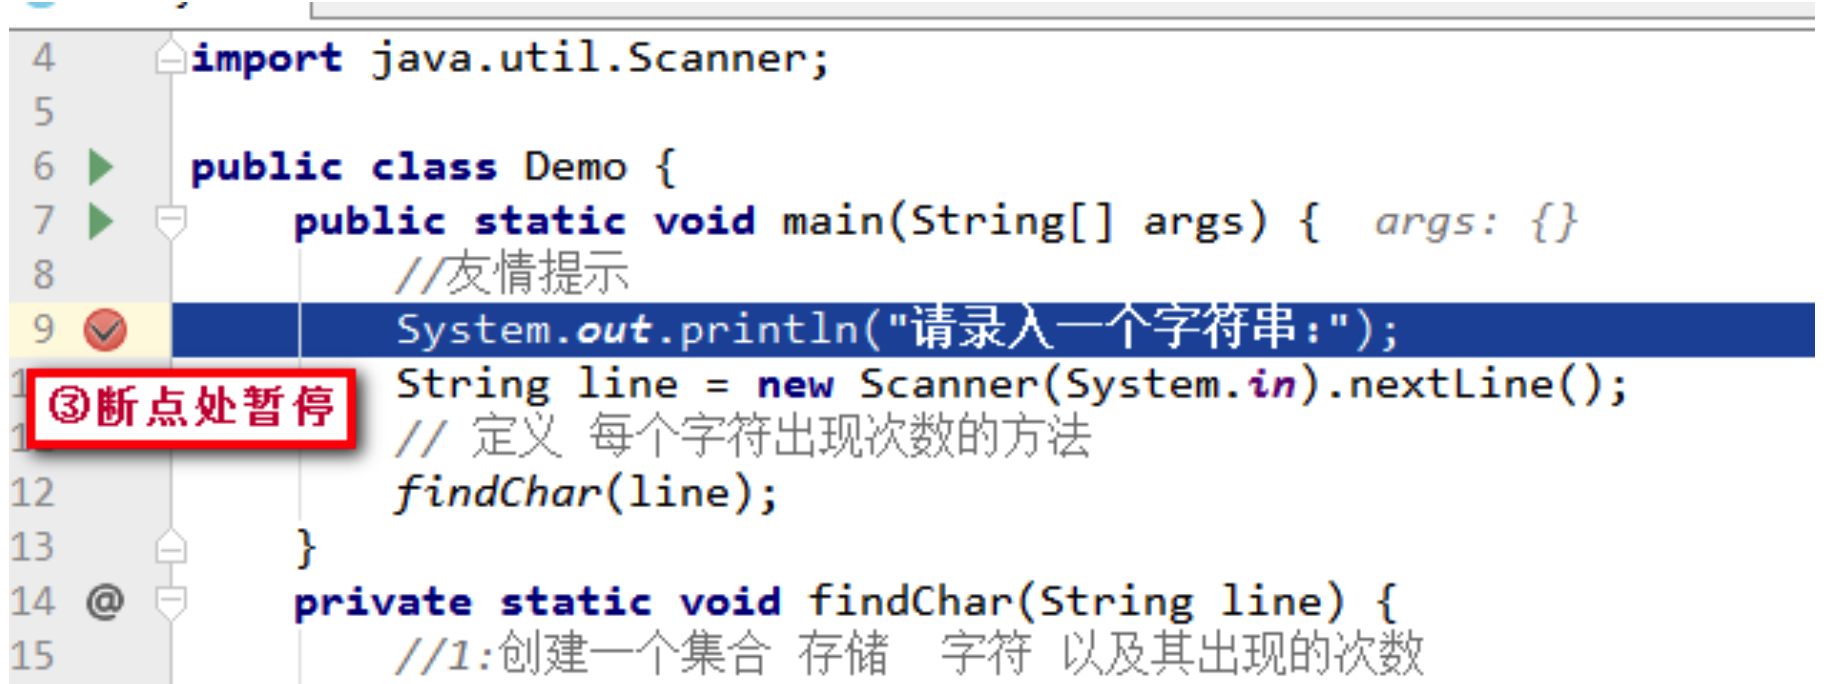 4 import java.util.Scanner;
5
6 public class Demo {
7 public static void main(String[] args) { args: {}
8 //友情提示
9 System.out.println("请录入一个字符串:");
String line = new Scanner(System.in).nextLine();
③断点处暂停
// 定义 每个字符出现次数的方法
12 findChar(line);
13 }
14 @ private static void findChar(String line) {
15 //1:创建一个集合 存储 字符 以及其出现的次数